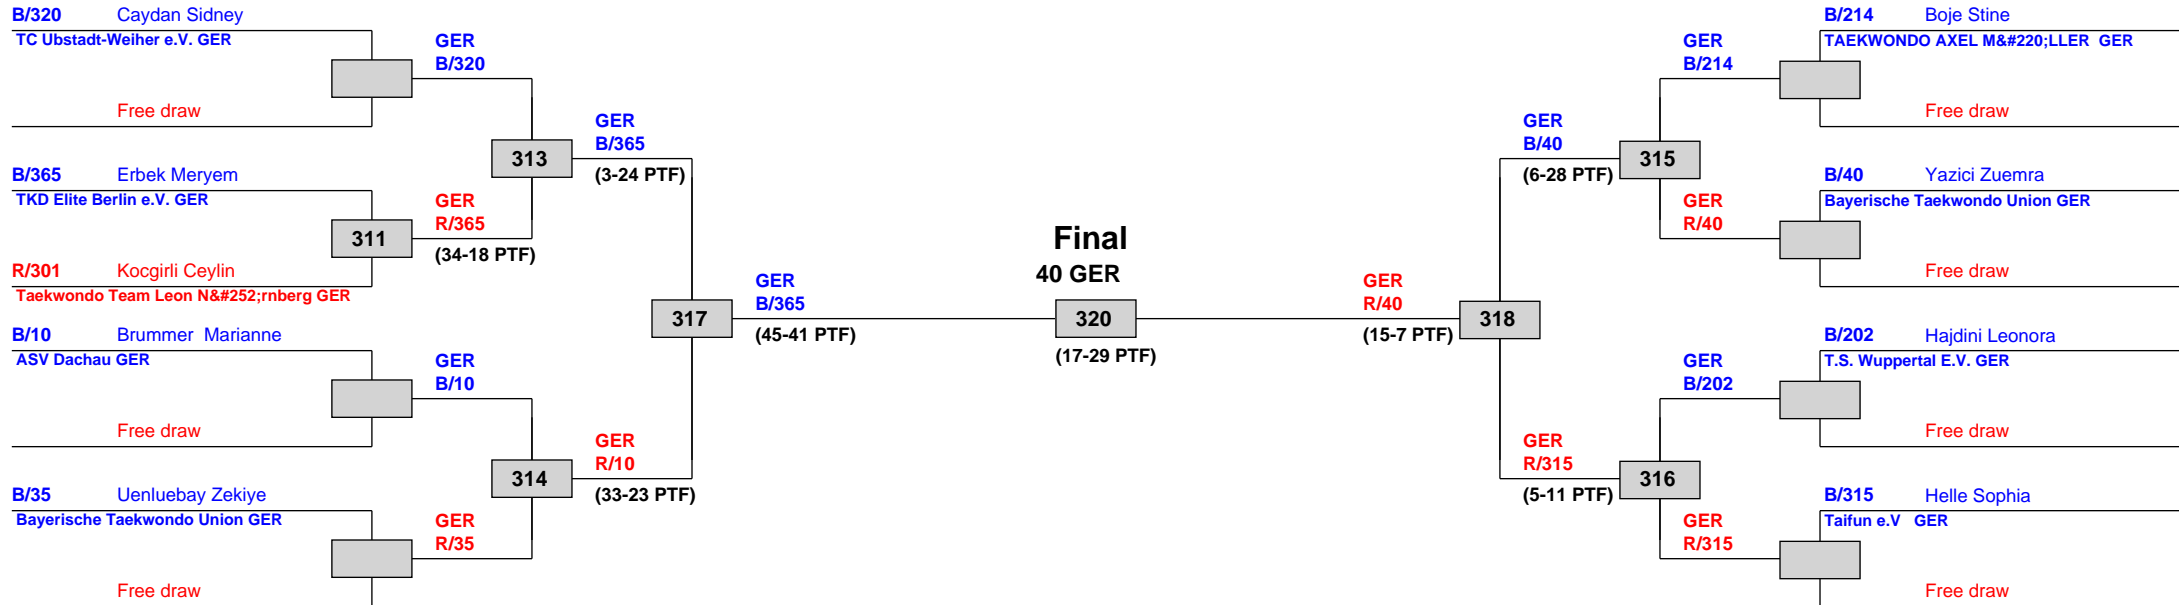 B/320 Caydan Sidney
TC Ubstadt-Weiher e.V. GER
Free draw
GER
B/320
B/365 Erbek Meryem
TKD Elite Berlin e.V. GER
311
R/301 Kocgirli Ceylin
Taekwondo Team Leon N&#252;rnberg GER
GER
R/365
(34-18 PTF)
313
GER
B/365
(3-24 PTF)
B/10 Brummer Marianne
ASV Dachau GER
Free draw
GER
B/10
B/35 Uenluebay Zekiye
Bayerische Taekwondo Union GER
Free draw
GER
R/35
314
GER
R/10
(33-23 PTF)
317
GER
B/365
(45-41 PTF)
Final
40 GER
320
(17-29 PTF)
GER
R/40
(15-7 PTF)
318
GER
B/40
(6-28 PTF)
315
GER
B/214
B/214 Boje Stine
TAEKWONDO AXEL M&#220;LLER GER
Free draw
GER
R/40
B/40 Yazici Zuemra
Bayerische Taekwondo Union GER
Free draw
GER
R/315
(5-11 PTF)
316
GER
B/202
B/202 Hajdini Leonora
T.S. Wuppertal E.V. GER
Free draw
GER
R/315
B/315 Helle Sophia
Taifun e.V GER
Free draw